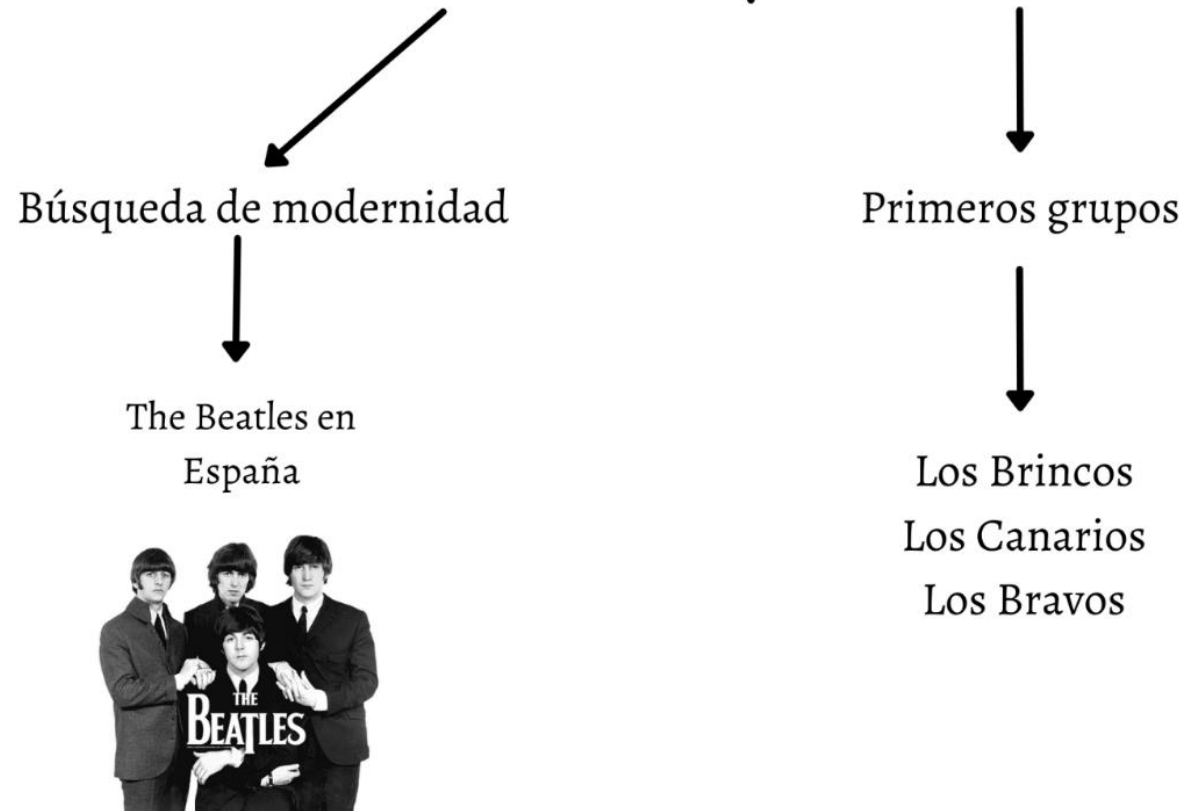 Búsqueda de modernidad
Primeros grupos
The Beatles en
España
Los Brincos
Los Canarios
Los Bravos
THE
BEATLES